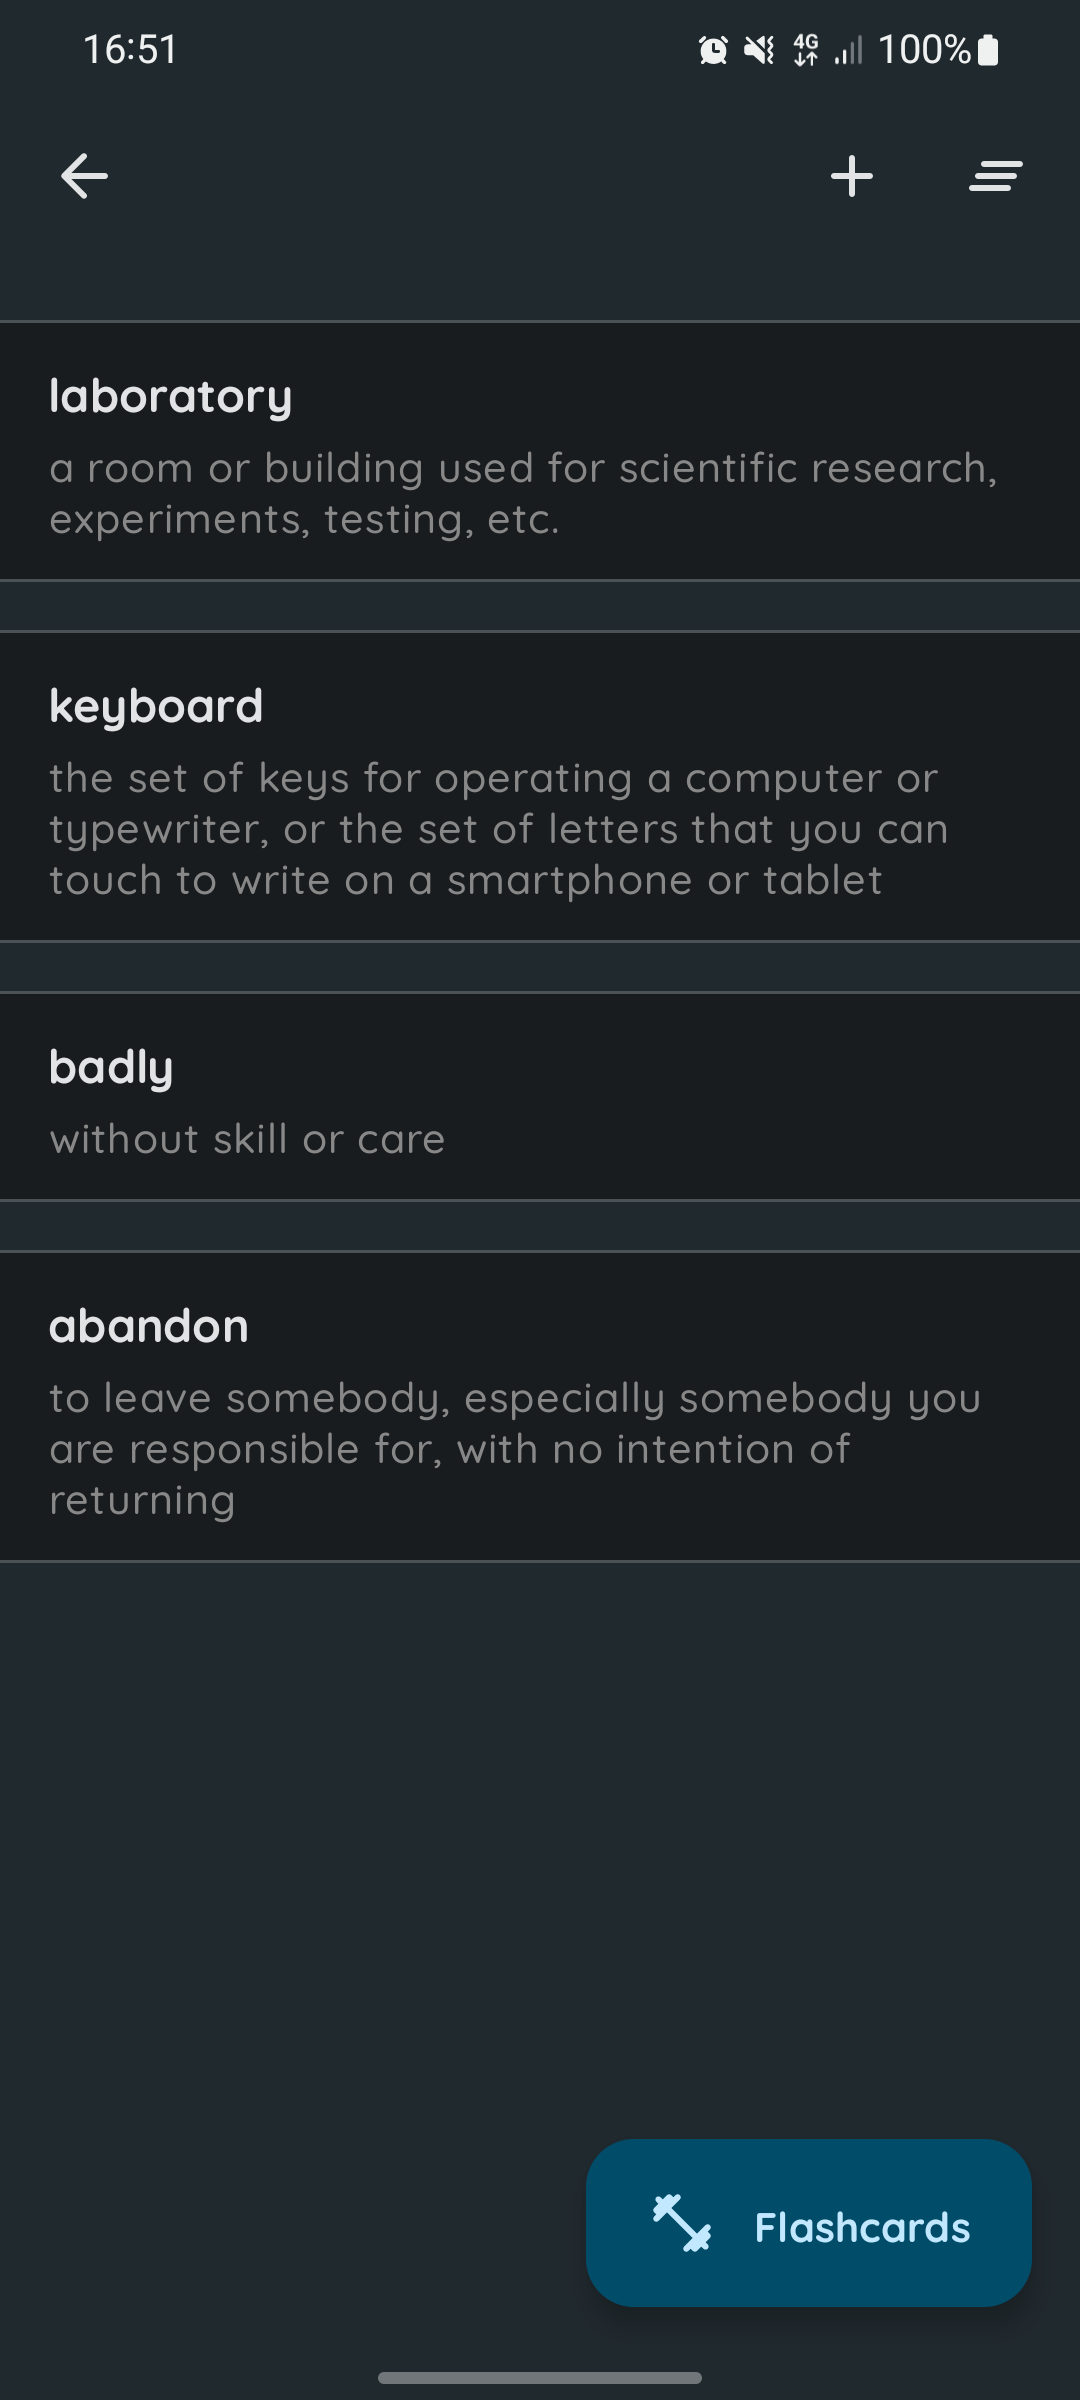 16:51
4G 100%
laboratory
a room or building used for scientific research,
experiments, testing, etc.
keyboard
the set of keys for operating a computer or
typewriter, or the set of letters that you can
touch to write on a smartphone or tablet
badly
without skill or care
abandon
to leave somebody, especially somebody you
are responsible for, with no intention of
returning
Flashcards